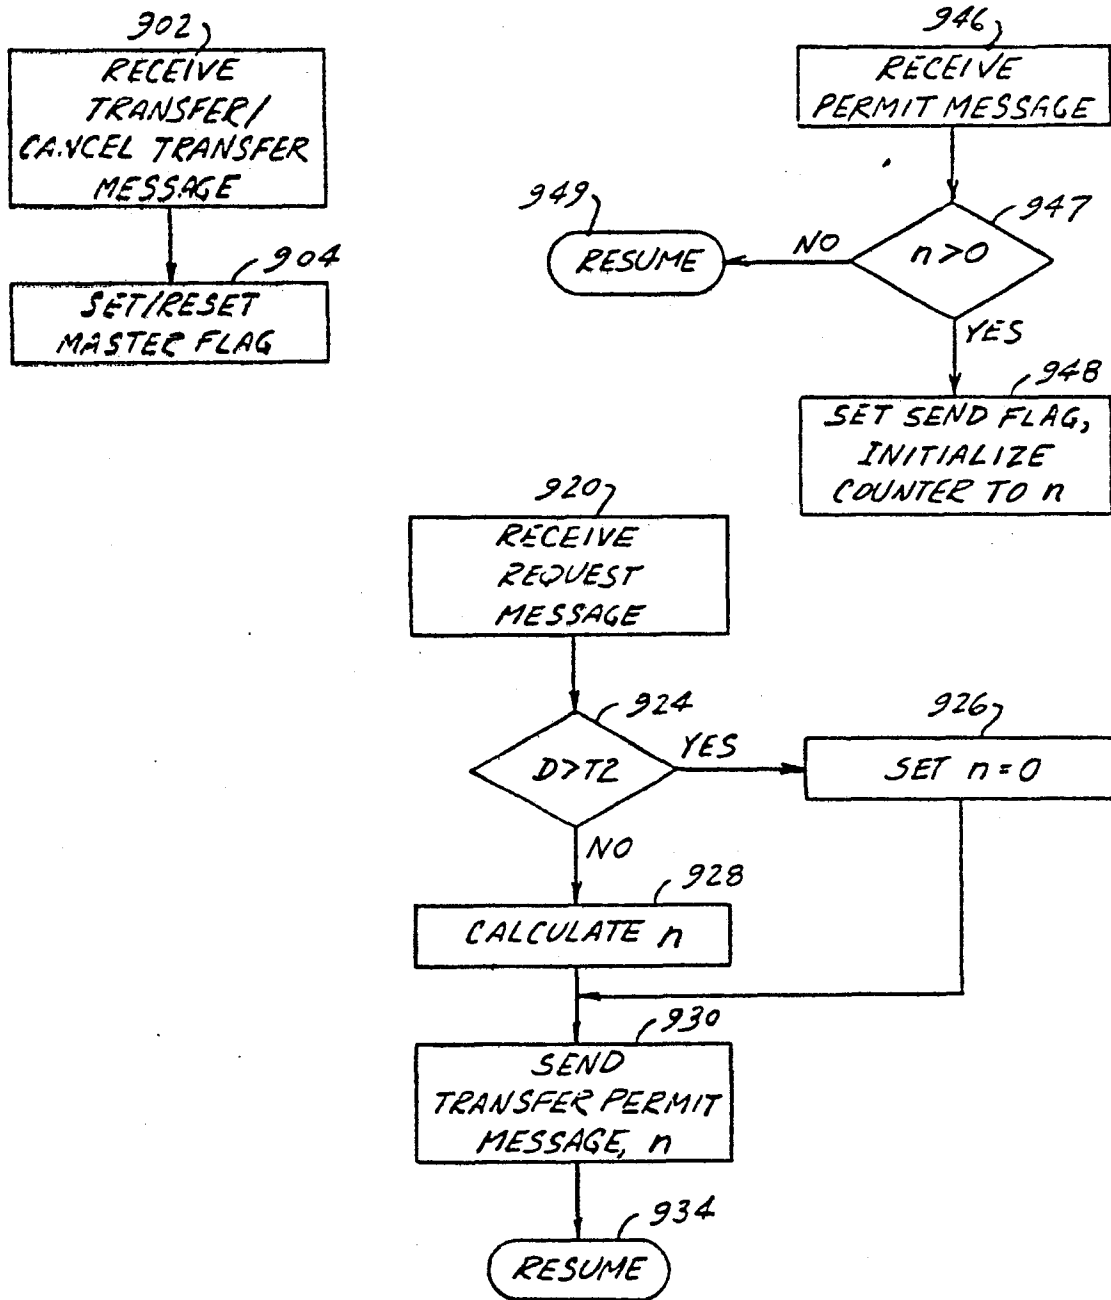 902
RECEIVE
TRANSFER/
CANCEL TRANSFER
MESSAGE
904
SET/RESET
MASTER FLAG
946
RECEIVE
PERMIT MESSAGE
947
n>0
NO
949
RESUME
YES
948
SET SEND FLAG,
INITIALIZE
COUNTER TO n
920
RECEIVE
REQUEST
MESSAGE
924
D>T2
YES
926
SET n=0
NO
928
CALCULATE n
930
SEND
TRANSFER PERMIT
MESSAGE, n
934
RESUME